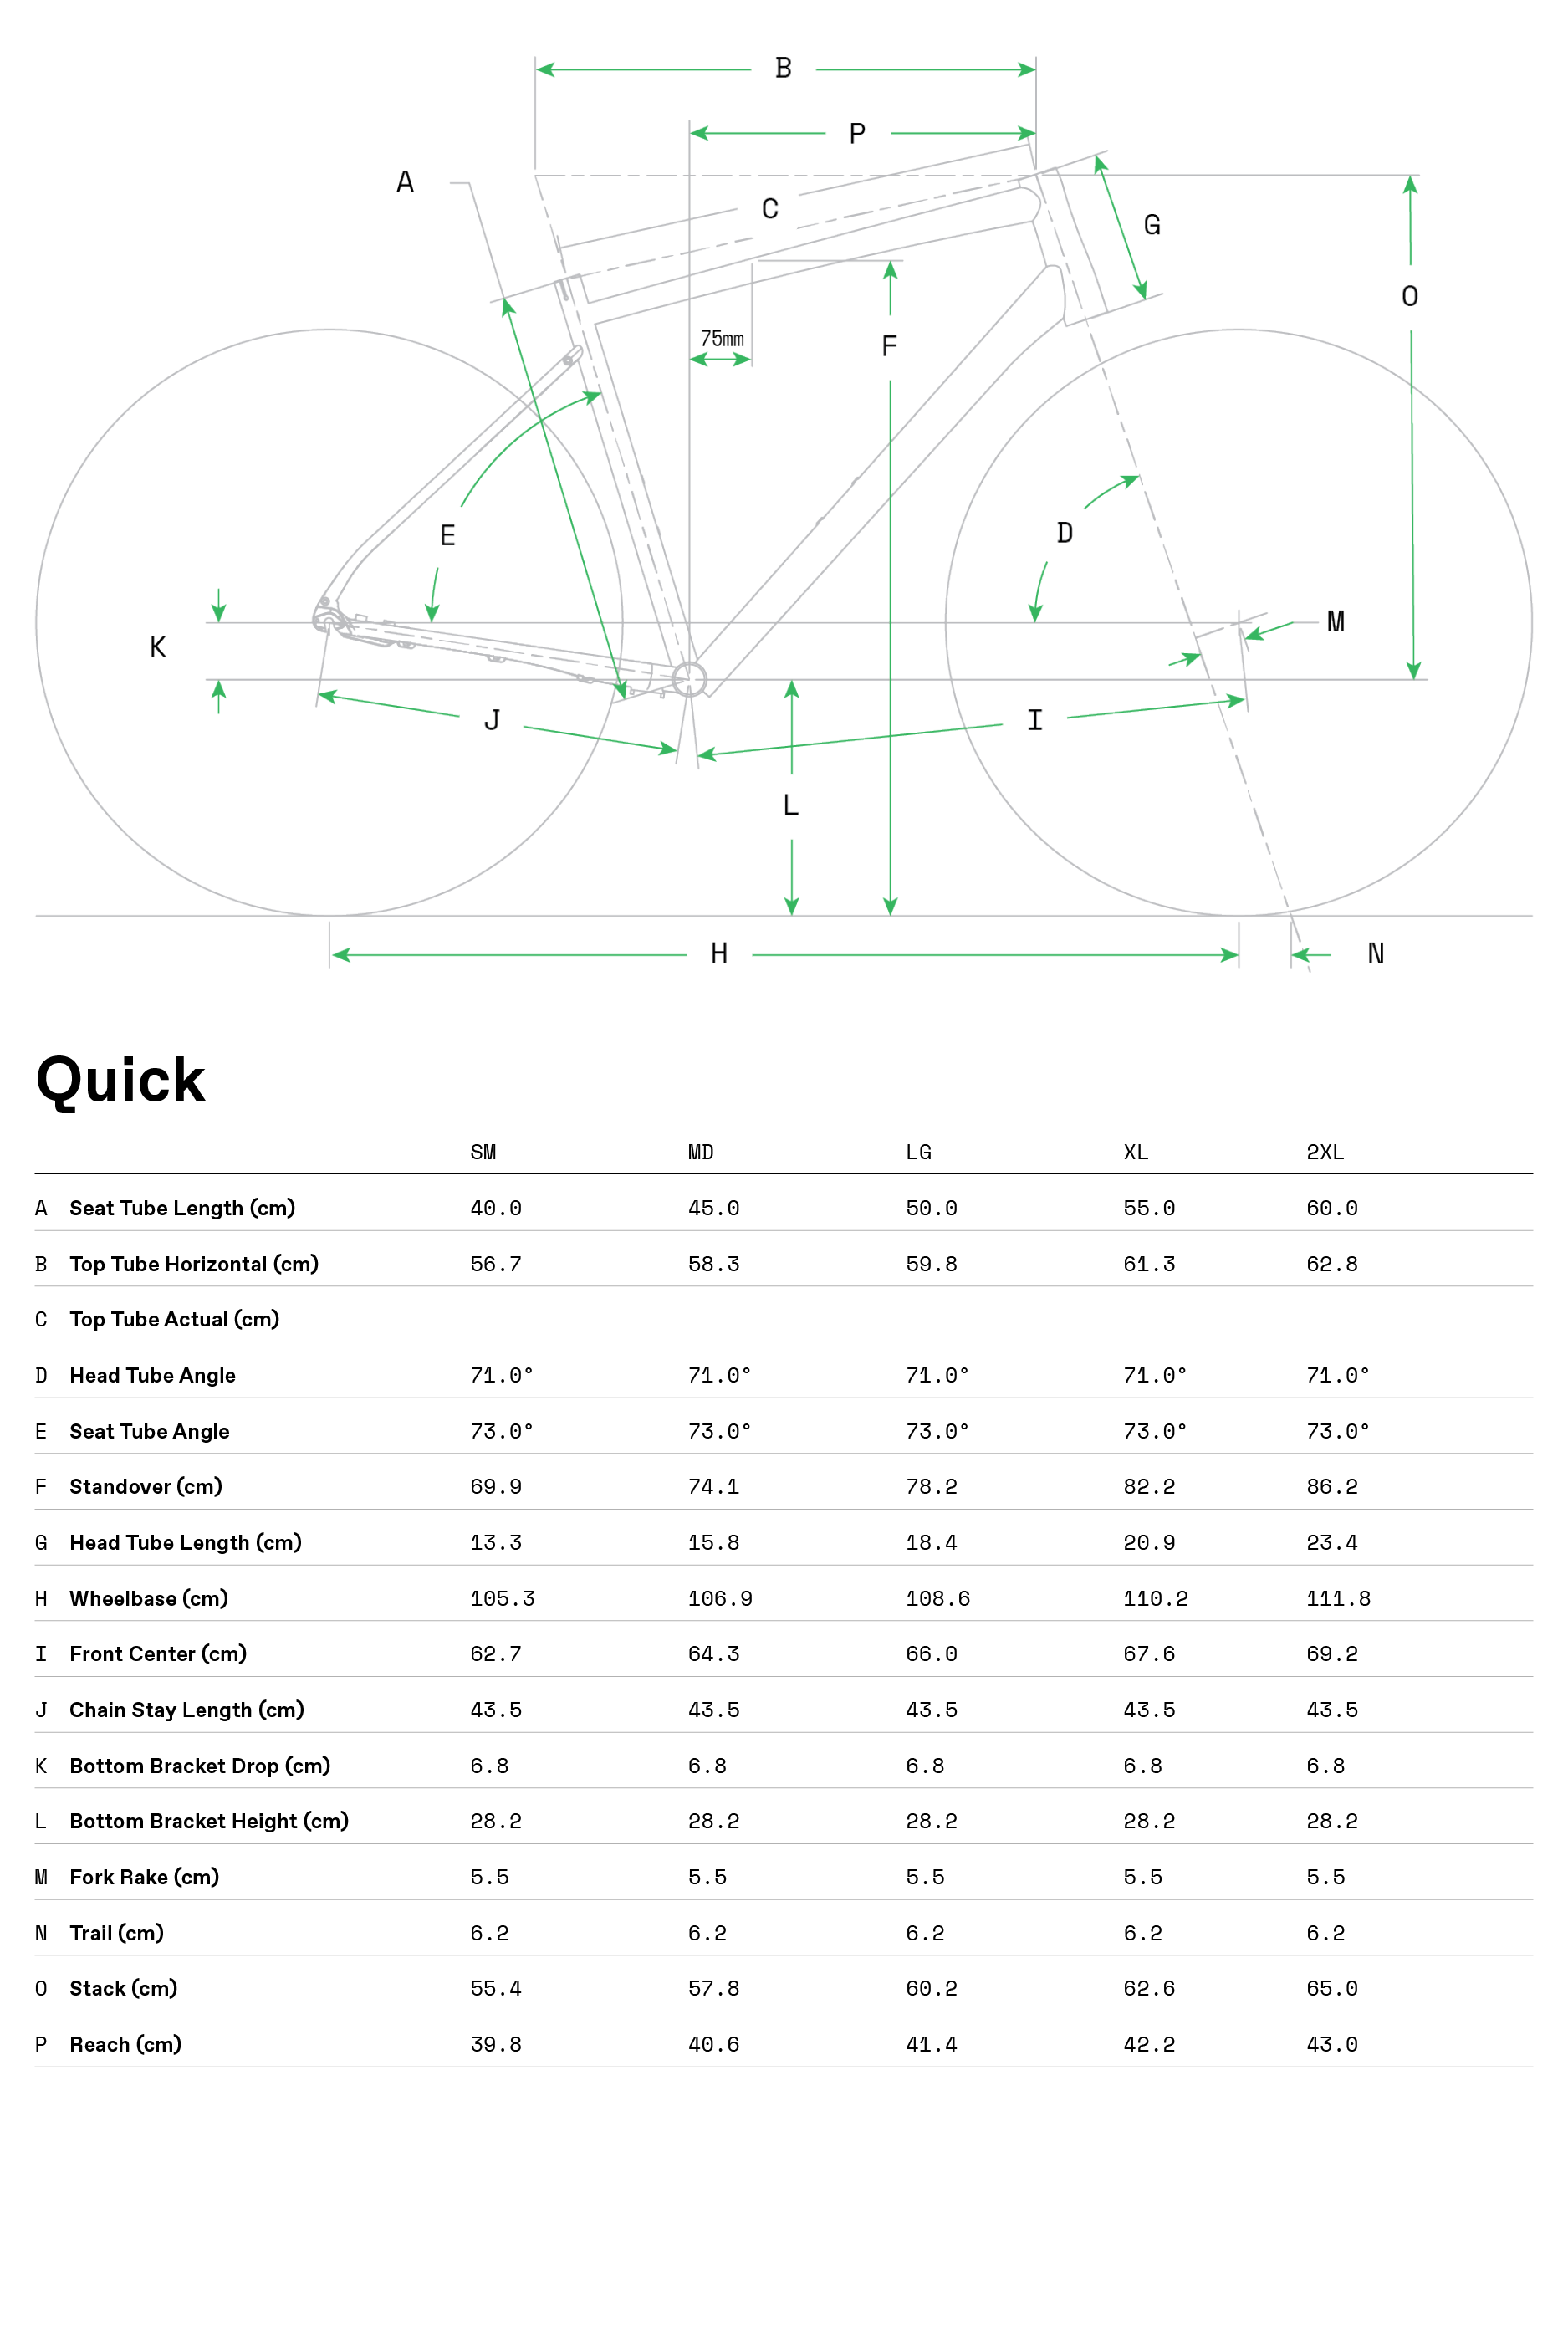 B
P
A
C
G
O
75mm
F
E
D
M
K
J
I
L
H
N
Quick
SM MD LG XL 2XL
A Seat Tube Length (cm) 40.0 45.0 50.0 55.0 60.0
B Top Tube Horizontal (cm) 56.7 58.3 59.8 61.3 62.8
C Top Tube Actual (cm)
D Head Tube Angle 71.0° 71.0° 71.0° 71.0° 71.0°
E Seat Tube Angle 73.0° 73.0° 73.0° 73.0° 73.0°
F Standover (cm) 69.9 74.1 78.2 82.2 86.2
G Head Tube Length (cm) 13.3 15.8 18.4 20.9 23.4
H Wheelbase (cm) 105.3 106.9 108.6 110.2 111.8
I Front Center (cm) 62.7 64.3 66.0 67.6 69.2
J Chain Stay Length (cm) 43.5 43.5 43.5 43.5 43.5
K Bottom Bracket Drop (cm) 6.8 6.8 6.8 6.8 6.8
L Bottom Bracket Height (cm) 28.2 28.2 28.2 28.2 28.2
M Fork Rake (cm) 5.5 5.5 5.5 5.5 5.5
N Trail (cm) 6.2 6.2 6.2 6.2 6.2
O Stack (cm) 55.4 57.8 60.2 62.6 65.0
P Reach (cm) 39.8 40.6 41.4 42.2 43.0